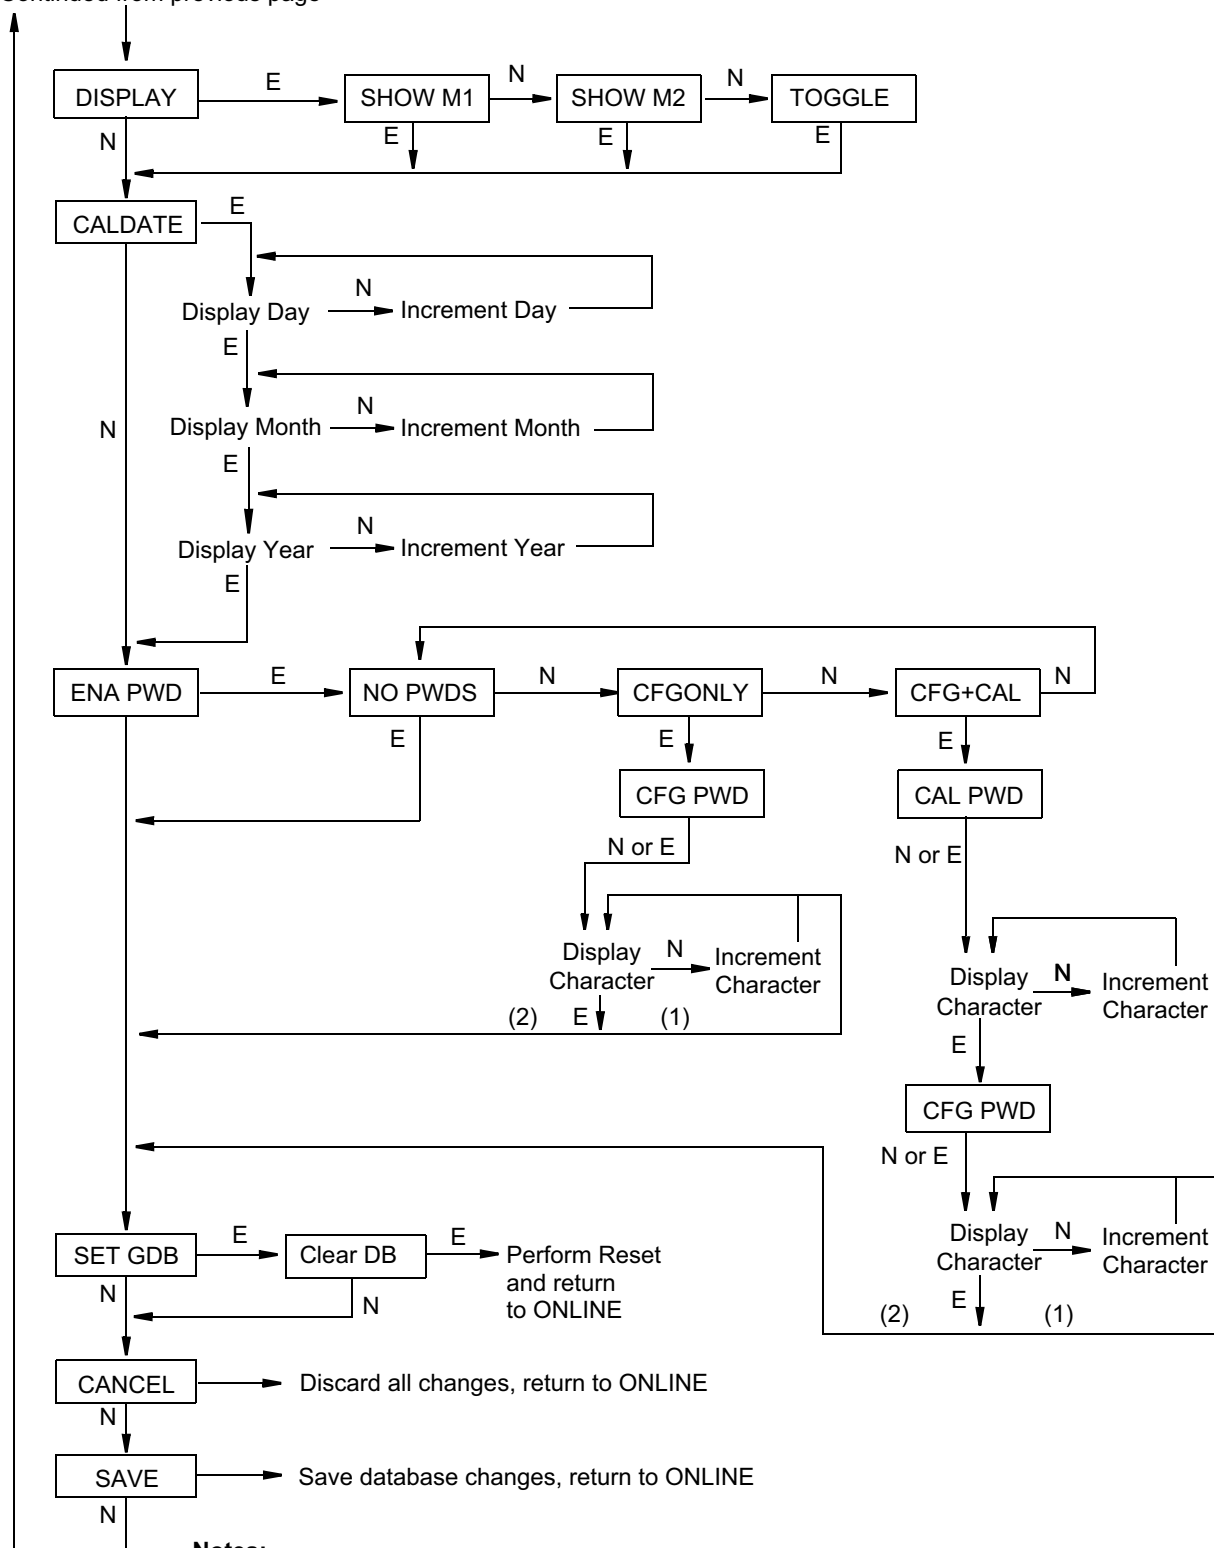 Continued from previous page
DISPLAY
E
SHOW M1
N
SHOW M2
N
TOGGLE
N
E
E
E
CALDATE
E
Display Day
N
Increment Day
E
N
Display Month
N
Increment Month
E
Display Year
N
Increment Year
E
ENA PWD
E
NO PWDS
N
CFGONLY
N
CFG+CAL
N
E
E
E
CFG PWD
CAL PWD
N or E
N or E
Display
Character
N
Increment
Character
(2)
E
(1)
Display
Character
N
Increment
Character
E
CFG PWD
N or E
Display
Character
N
Increment
Character
E
(2)
(1)
SET GDB
E
Clear DB
E
Perform Reset
and return
to ONLINE
N
N
CANCEL
Discard all changes, return to ONLINE
N
SAVE
Save database changes, return to ONLINE
N
Notes: